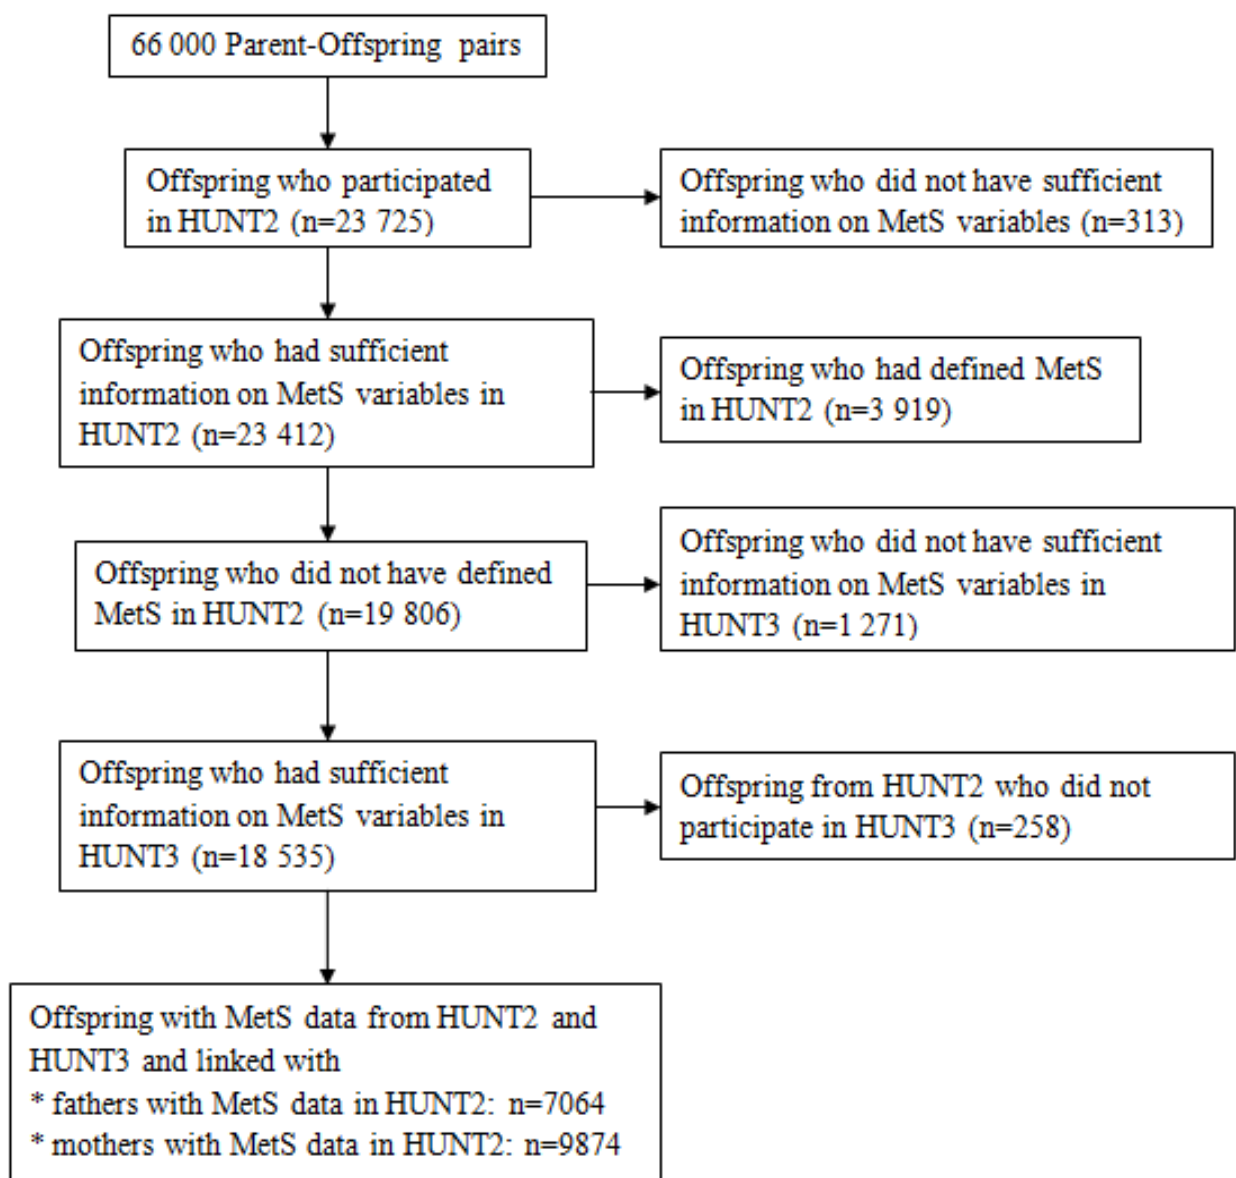 66 000 Parent-Offspring pairs
Offspring who participated
in HUNT2 (n=23 725)
Offspring who did not have sufficient
information on MetS variables (n=313)
Offspring who had sufficient
information on MetS variables in
HUNT2 (n=23 412)
Offspring who had defined MetS
in HUNT2 (n=3 919)
Offspring who did not have defined
MetS in HUNT2 (n=19 806)
Offspring who did not have sufficient
information on MetS variables in
HUNT3 (n=1 271)
Offspring who had sufficient
information on MetS variables in
HUNT3 (n=18 535)
Offspring from HUNT2 who did not
participate in HUNT3 (n=258)
Offspring with MetS data from HUNT2 and
HUNT3 and linked with
* fathers with MetS data in HUNT2: n=7064
* mothers with MetS data in HUNT2: n=9874